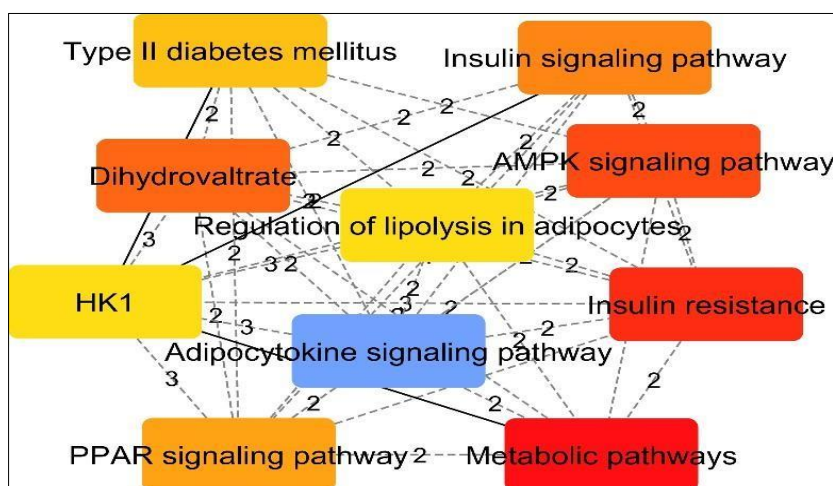 Type II diabetes mellitus
Insulin signaling pathway
2
2
2
2
2
2
AMPK signaling pathway
Dihydrovaltrate
2
2
2
2
Regulation of lipolysis in adipocytes
2
3
2
3
2
2
HK1
2
Insulin resistance
3
2
2
3
2
2
Adipocytokine signaling pathway
3
2
2
2
PPAR signaling pathway
2
Metabolic pathways